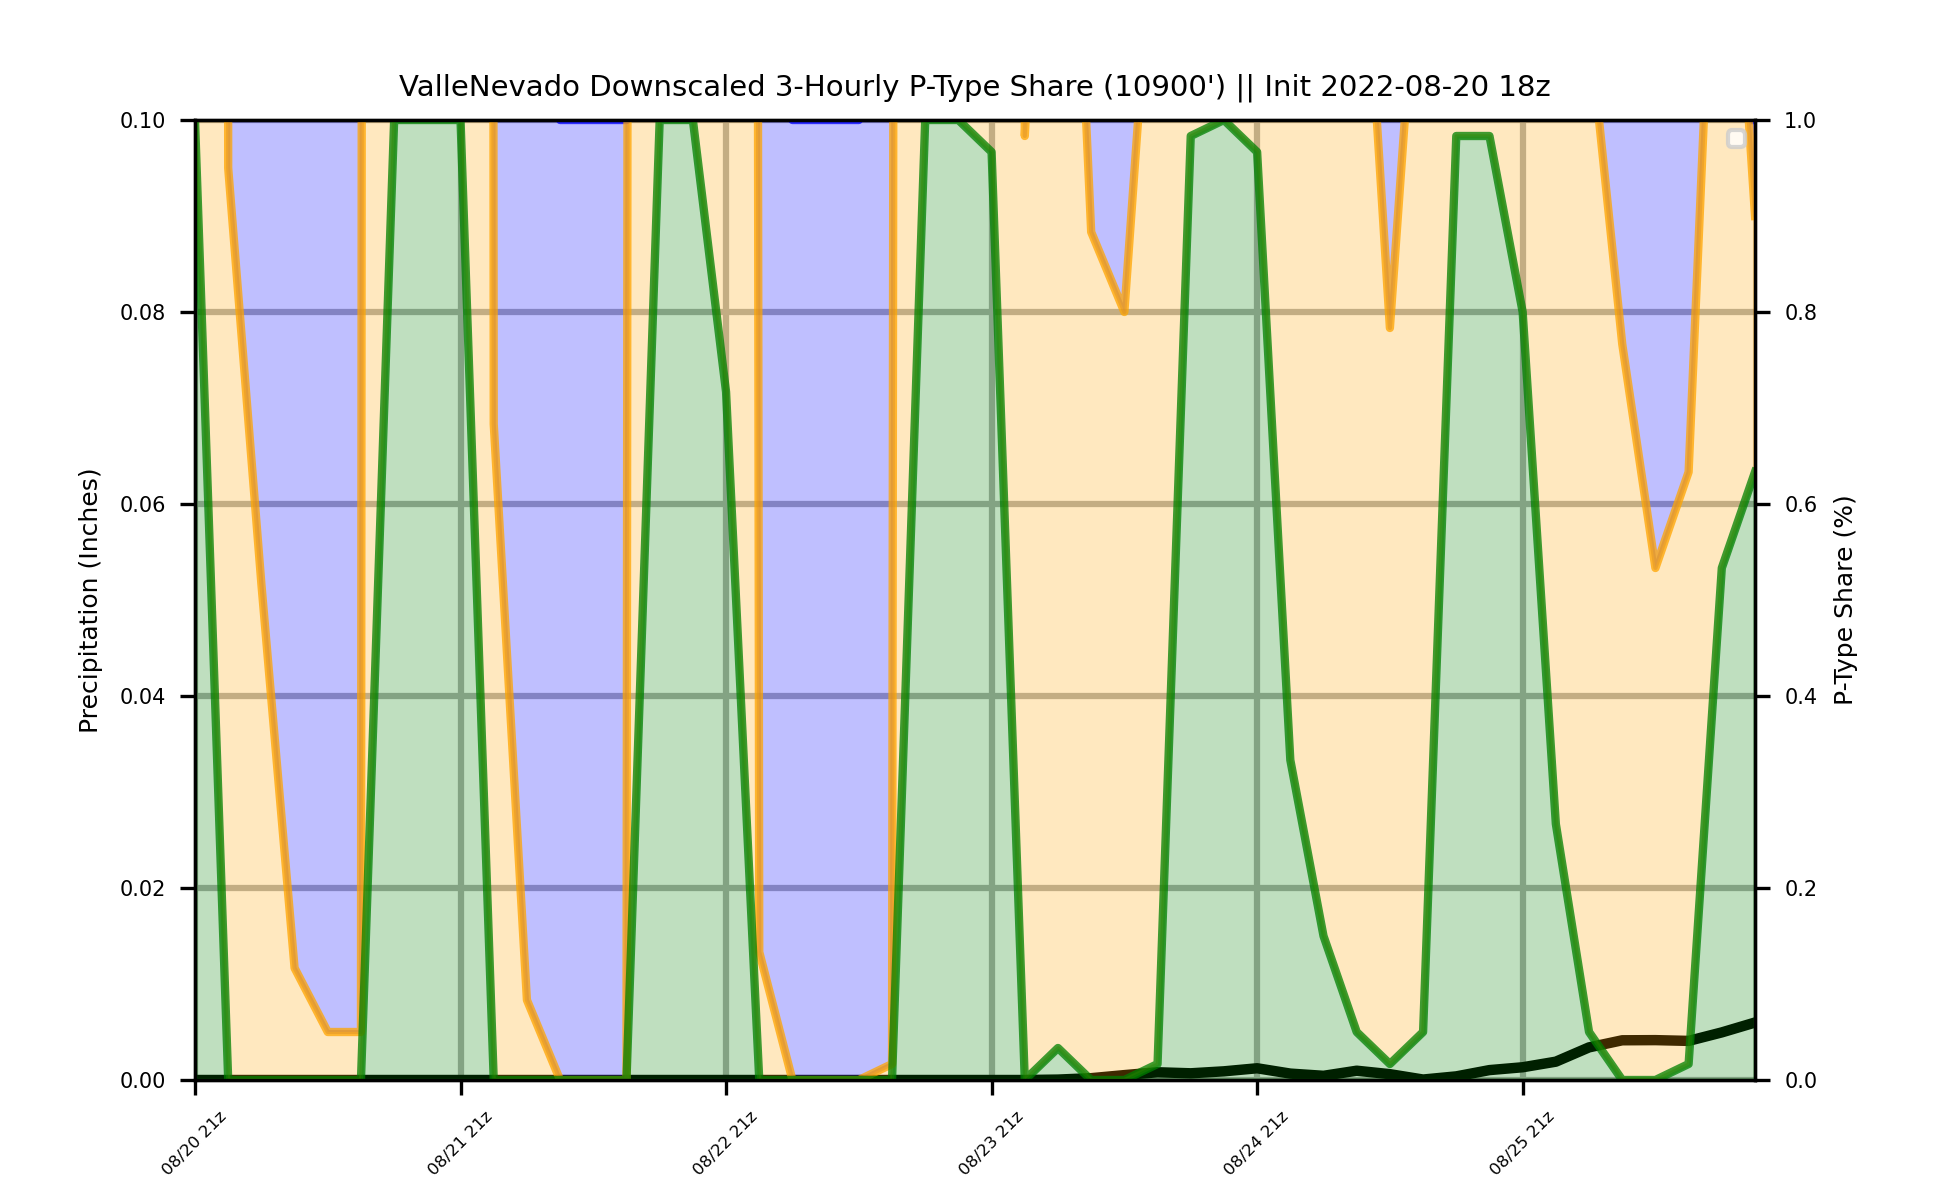 ValleNevado Downscaled 3-Hourly P-Type Share (10900') || Init 2022-08-20 18z
0.10
0.08
0.06
0.04
0.02
0.00
Precipitation (Inches)
1.0
0.8
0.6
0.4
0.2
0.0
P-Type Share (%)
08/20 21z
08/21 21z
08/22 21z
08/23 21z
08/24 21z
08/25 21z